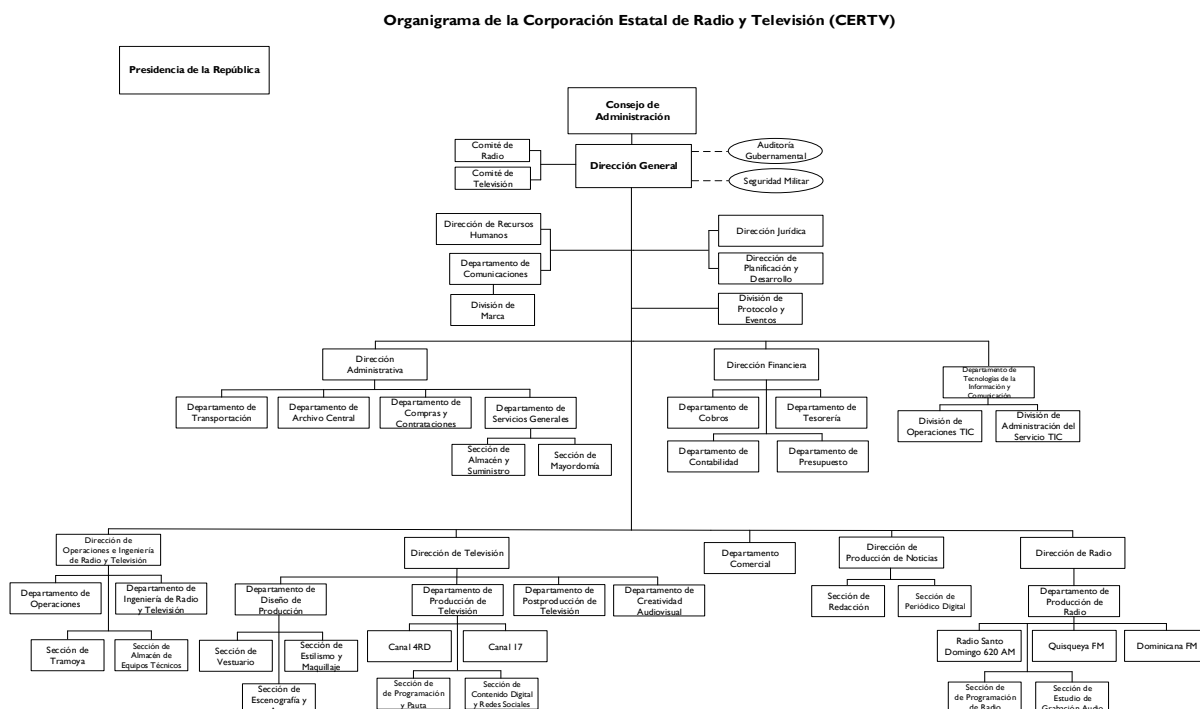 Organigrama de la Corporación Estatal de Radio y Televisión (CERTV)
Presidencia de la República
Consejo de
Administración
Comité de
Radio
Comité de
Televisión
Dirección General
Auditoría
Gubernamental
Seguridad Militar
Dirección de Recursos
Humanos
Departamento de
Comunicaciones
División de
Marca
Dirección Jurídica
Dirección de
Planificación y
Desarrollo
División de
Protocolo y
Eventos
Dirección
Administrativa
Dirección Financiera
Departamento de
Tecnologías de la
Información y
Comunicación
Departamento de
Transportación
Departamento de
Archivo Central
Departamento de
Compras y
Contrataciones
Departamento de
Servicios Generales
Sección de
Almacén y
Suministro
Sección de
Mayordomía
Departamento de
Cobros
Departamento de
Tesorería
Departamento de
Contabilidad
Departamento de
Presupuesto
División de
Operaciones TIC
División de
Administración del
Servicio TIC
Dirección de
Operaciones e Ingeniería
de Radio y Televisión
Dirección de Televisión
Departamento
Comercial
Dirección de
Producción de Noticias
Dirección de Radio
Departamento de
Operaciones
Departamento de
Ingeniería de Radio
y Televisión
Sección de
Tramoya
Sección de
Almacén de
Equipos Técnicos
Departamento de
Diseño de
Producción
Departamento de
Producción de
Televisión
Departamento de
Postproducción de
Televisión
Departamento de
Creatividad
Audiovisual
Sección de
Vestuario
Sección de
Estilismo y
Maquillaje
Sección de
Escenografía y
Canal 4RD
Canal 17
Sección de
de Programación
y Pauta
Sección de
Contenido Digital
y Redes Sociales
Sección de
Redacción
Sección de
Periódico Digital
Departamento de
Producción de
Radio
Radio Santo
Domingo 620 AM
Quisqueya FM
Dominicana FM
Sección de
de Programación
de Radio
Sección de
Estudio de
Grabación Audio